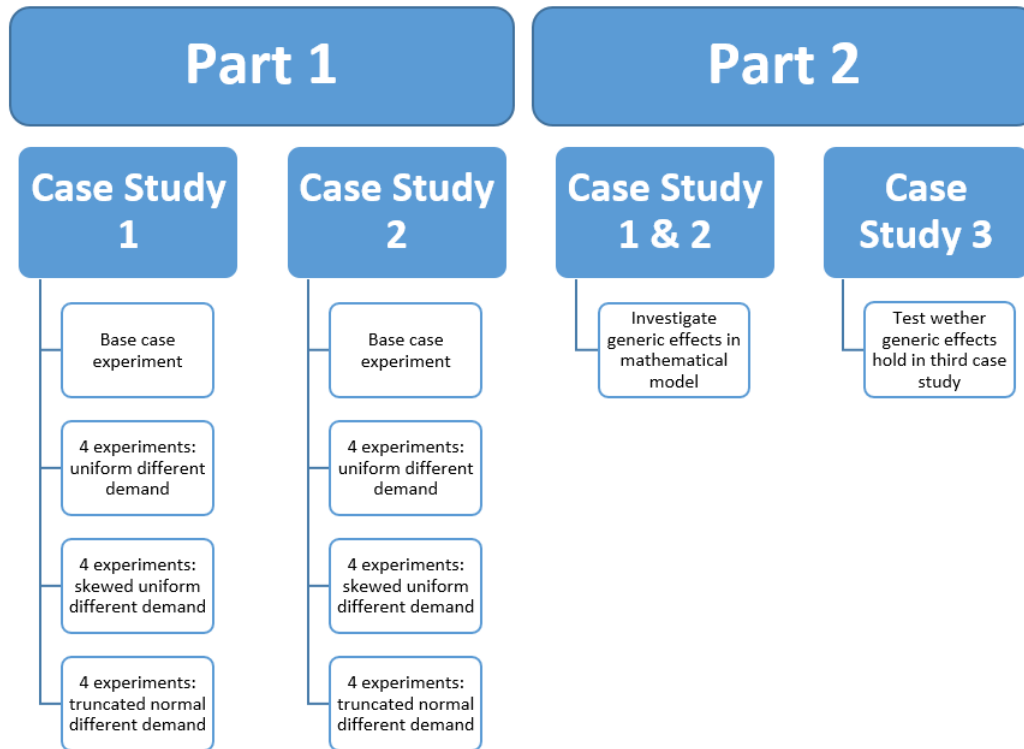 Part 1
Part 2
Case Study
1
Case Study
2
Case Study
1 & 2
Case
Study 3
Base case
experiment
4 experiments:
uniform different
demand
4 experiments:
skewed uniform
different demand
4 experiments:
truncated normal
different demand
Base case
experiment
4 experiments:
uniform different
demand
4 experiments:
skewed uniform
different demand
4 experiments:
truncated normal
different demand
Investigate
generic effects in
mathematical
model
Test wether
generic effects
hold in third case
study